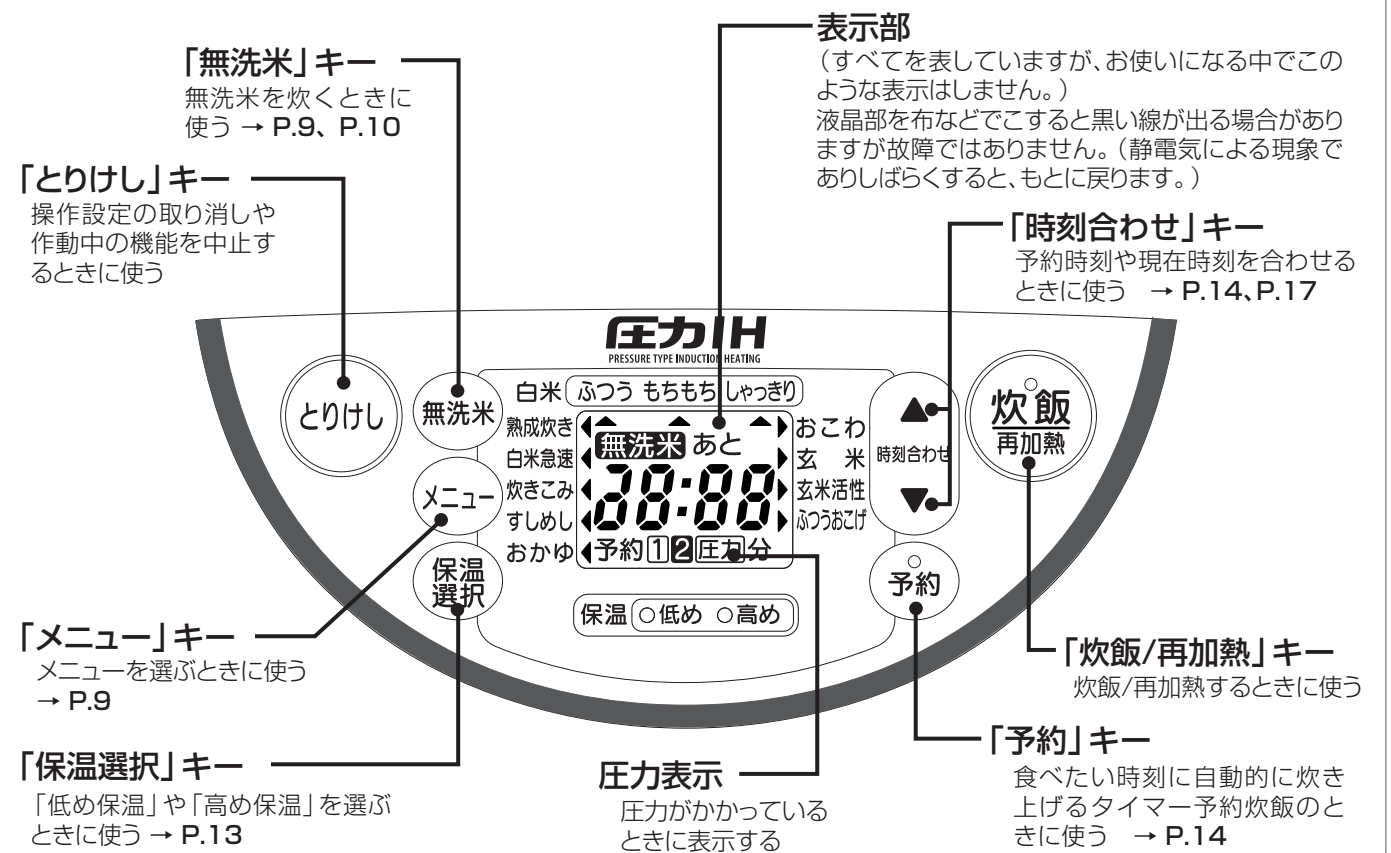 表示部
（すべてを表していますが、お使いになる中でこの
ような表示はしません。）
液晶部を布などでこすると黒い線が出る場合があり
ますが故障ではありません。（静電気による現象で
ありしばらくすると、もとに戻ります。）
「無洗米」キー
無洗米を炊くときに
使う → P.9、P.10
「とりけし」キー
操作設定の取り消しや
作動中の機能を中止す
るときに使う
「時刻合わせ」キー
予約時刻や現在時刻を合わせる
ときに使う → P.14、P.17
圧力IH
PRESSURE TYPE INDUCTION HEATING
とりけし
無洗米
メニュー
保温
選択
白米 ふつう もちもち しゃっきり
熟成炊き
白米急速
炊きこみ
すしめし
おかゆ
無洗米 あと
28:88
予約 1 2 圧力 分
おこわ
玄米
玄米活性
ふつうおこげ
保温 ○低め ○高め
▲
時刻合わせ
▼
予約
炊飯
再加熱
「メニュー」キー
メニューを選ぶときに使う
→ P.9
「保温選択」キー
「低め保温」や「高め保温」を選ぶ
ときに使う → P.13
圧力表示
圧力がかかっている
ときに表示する
「炊飯/再加熱」キー
炊飯/再加熱するときに使う
「予約」キー
食べたい時刻に自動的に炊き
上げるタイマー予約炊飯のと
きに使う → P.14